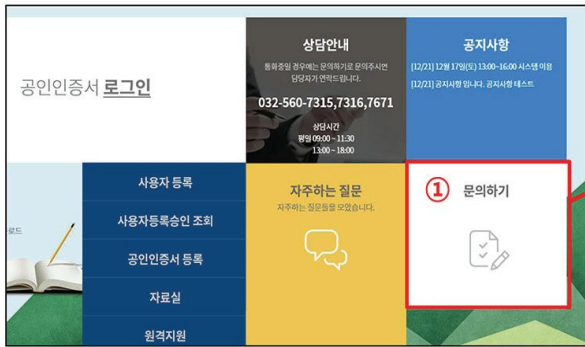 공인인증서 로그인
상담안내
통화중일 경우에는 문의하기로 문의주시면
담당자가 연락드립니다.
032-560-7315,7316,7671
상담시간
평일 09:00 ~ 11:30
13:00 ~ 18:00
공지사항
[12/21] 12월 17일(토) 13:00~16:00 시스템 이용
[12/21] 공지사항 입니다. 공지사항 테스트
로드
사용자 등록
사용자등록승인 조회
공인인증서 등록
자료실
원격지원
자주하는 질문
자주하는 질문들을 모았습니다.
① 문의하기